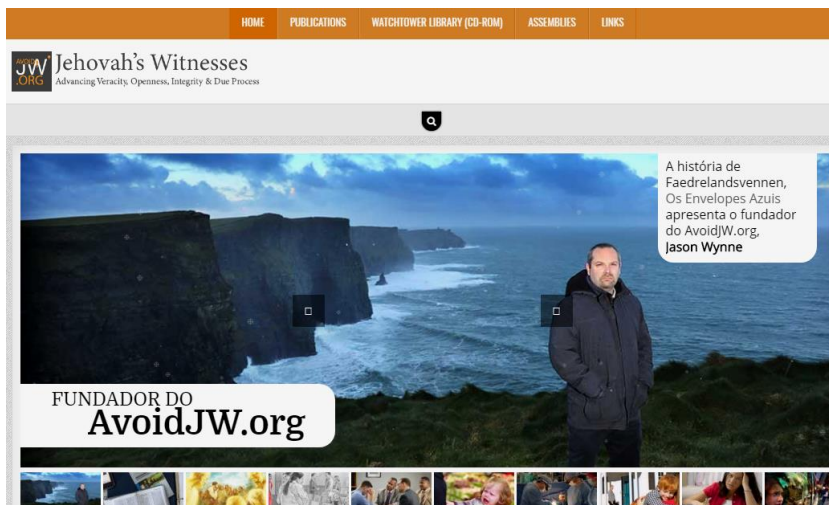 HOME PUBLICATIONS WATCHTOWER LIBRARY (CD-ROM) ASSEMBLIES LINKS
AVOID
JW
.ORG
Jehovah's Witnesses
Advancing Veracity, Openness, Integrity & Due Process
A história de
Faedrelandsvennen,
Os Envelopes Azuis
apresenta o fundador
do AvoidJW.org,
Jason Wynne
FUNDADOR DO
AvoidJW.org